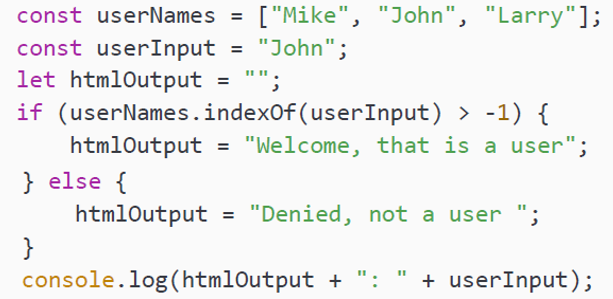 const userNames = ["Mike", "John", "Larry"];
const userInput = "John";
let htmlOutput = "";
if (userNames.indexOf(userInput) > -1) {
    htmlOutput = "Welcome, that is a user";
} else {
    htmlOutput = "Denied, not a user ";
}
console.log(htmlOutput + ": " + userInput);